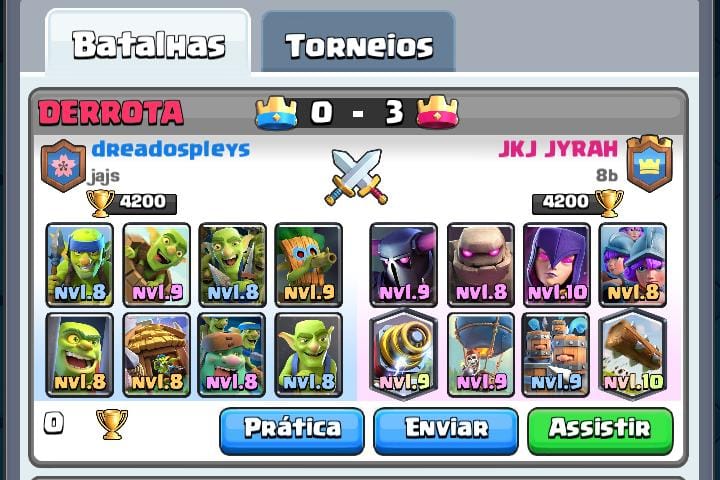 Batalhas Torneios
DERROTA 0 - 3
dreadospleys JKJ JYRAH
jajs 8b
4200 4200
Nvl.8 Nvl.9 Nvl.8 Nvl.9 Nvl.9 Nvl.8 Nvl.10 Nvl.8
Nvl.8 Nvl.8 Nvl.8 Nvl.8 Nvl.9 Nvl.9 Nvl.9 Nvl.10
0 Prática Enviar Assistir